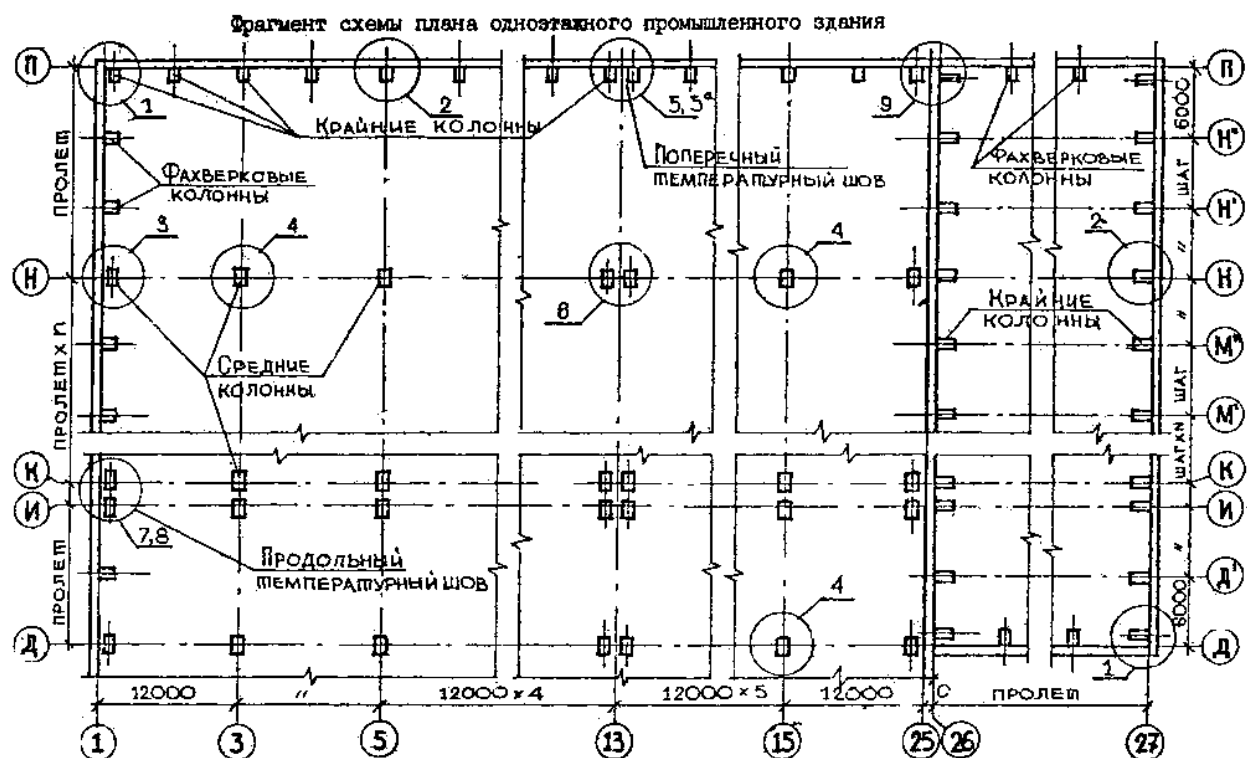 Фрагмент схемы плана одноэтажного промышленного здания
П
П
1
2
5, 5ª
9
6000
КРАЙНИЕ КОЛОННЫ
Н"
ПОПЕРЕЧНЫЙ
ТЕМПЕРАТУРНЫЙ ШОВ
ФАХВЕРКОВЫЕ
КОЛОННЫ
ФАХВЕРКОВЫЕ
КОЛОННЫ
ПРОЛЕТ
ШАГ
Н'
3
4
4
2
Н
"
Н
6
КРАЙНИЕ
КОЛОННЫ
"
М"
СРЕДНИЕ
КОЛОННЫ
ПРОЛЕТ х n
ШАГ
М'
К
ШАГХN
К
И
И
7,8
ПРОДОЛЬНЫЙ
ТЕМПЕРАТУРНЫЙ ШОВ
ПРОЛЕТ
"
Д'
4
6000
Д
Д
1
12000
"
12000 × 4
12000 × 5
12000
С
ПРОЛЕТ
1
3
5
13
15
25
26
27